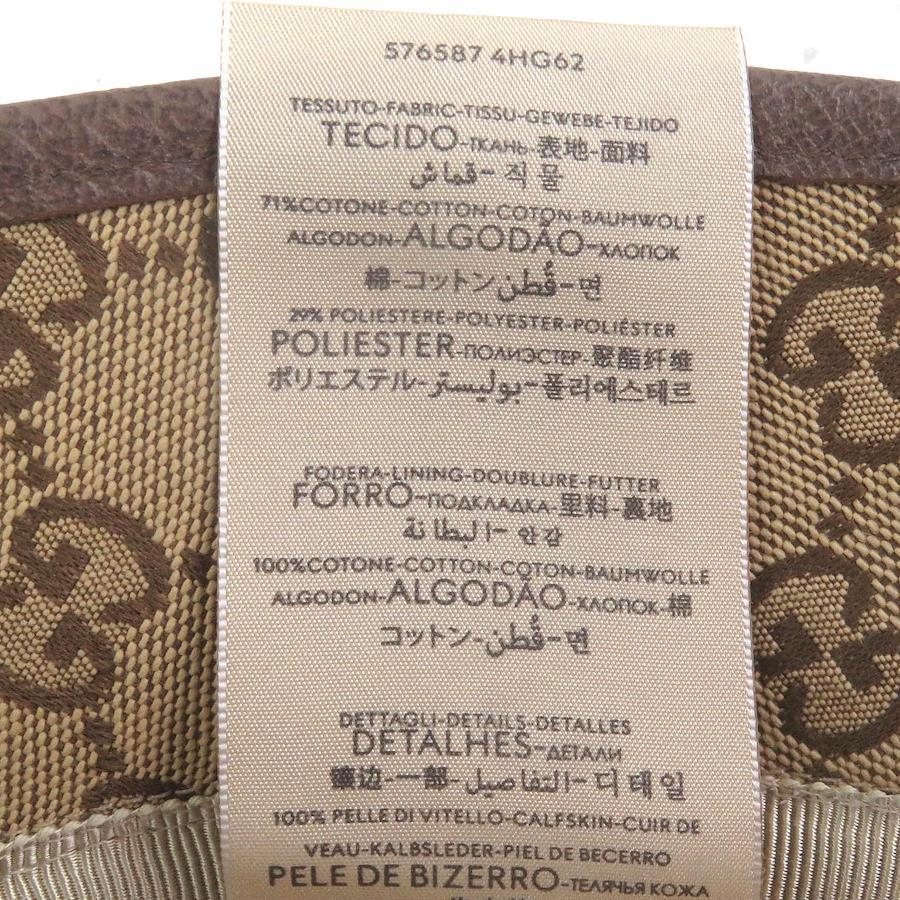 576587 4HG62
TESSUTO-FABRIC-TISSU-GEWEBE-TEJIDO
TECIDO-ТКАНЬ-表地-面料
قماش-직물
71%COTONE-COTTON-COTON-BAUMWOLLE
ALGODON-ALGODÃO-ХЛОПОК
棉-コットン-قُطن-면
29% POLIESTERE-POLYESTER-POLIÉSTER
POLIESTER-ПОЛИЭСТЕР-聚酯纤维
ポリエステル-بوليستر-폴리에스테르
FODERA-LINING-DOUBLURE-FUTTER
FORRO-ПОДКЛАДКА-里料-裏地
البطانة-안감
100%COTONE-COTTON-COTON-BAUMWOLLE
ALGODON-ALGODÃO-ХЛОПОК-棉
コットン-قُطن-면
DETTAGLI-DETAILS-DETALLES
DETALHES-ДЕТАЛИ
镶边-一部-التفاصيل-디테일
100% PELLE DI VITELLO-CALFSKIN-CUIR DE
VEAU-KALBSLEDER-PIEL DE BECERRO
PELE DE BIZERRO-ТЕЛЯЧЬЯ КОЖА